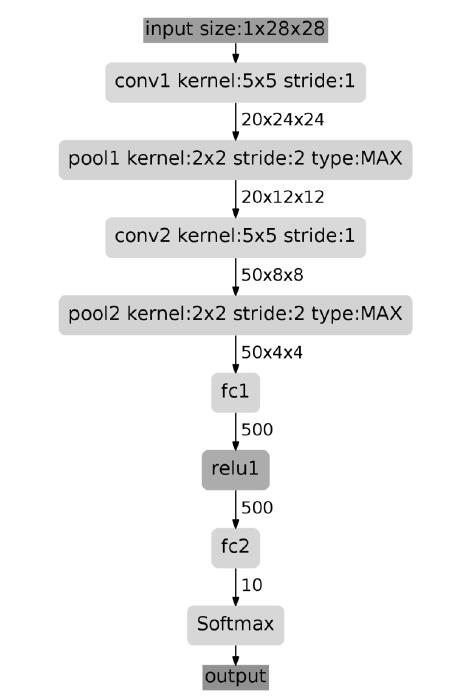 input size:1x28x28
conv1 kernel:5x5 stride:1
20x24x24
pool1 kernel:2x2 stride:2 type:MAX
20x12x12
conv2 kernel:5x5 stride:1
50x8x8
pool2 kernel:2x2 stride:2 type:MAX
50x4x4
fc1
500
relu1
500
fc2
10
Softmax
output